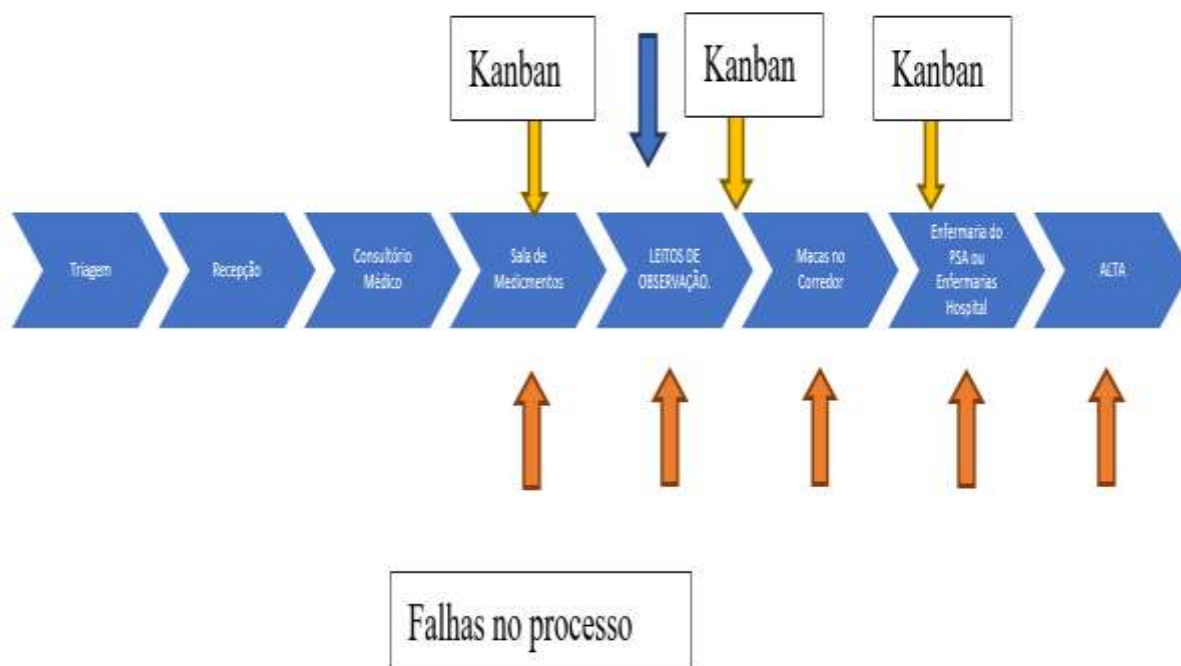 Kanban
Kanban
Kanban
Triagem
Recepção
Consultório
Médico
Sala de
Medicmentos
LEITOS DE
OBSERVAÇÃO.
Macas no
Corredor
Enfermaria do
PSA ou
Enfermarias
Hospital
ALTA
Falhas no processo